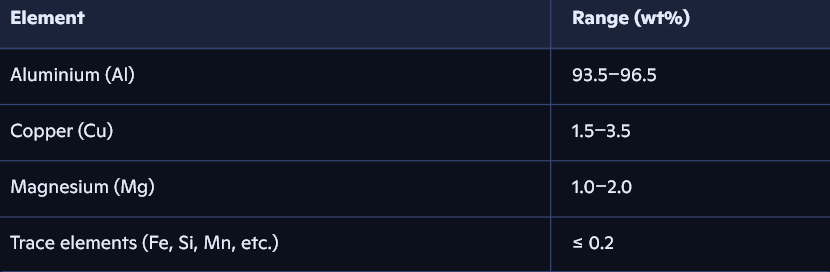 Element Range (wt%)
Aluminium (Al) 93.5–96.5
Copper (Cu) 1.5–3.5
Magnesium (Mg) 1.0–2.0
Trace elements (Fe, Si, Mn, etc.) ≤ 0.2